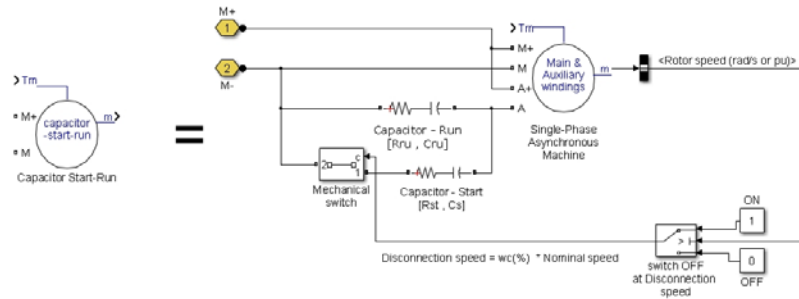 M+
1
2
M-
Tm
M+
M
capacitor
-start-run
m
Capacitor Start-Run
=
Tm
M+
M
A+
A
Main &
Auxiliary
windings
m
Single-Phase
Asynchronous
Machine
<Rotor speed (rad/s or pu)>
Capacitor - Run
[Rru , Cru]
2
c
1
Mechanical
switch
Capacitor - Start
[Rst , Cs]
Disconnection speed = wc(%) * Nominal speed
>
switch OFF
at Disconnection
speed
ON
1
0
OFF